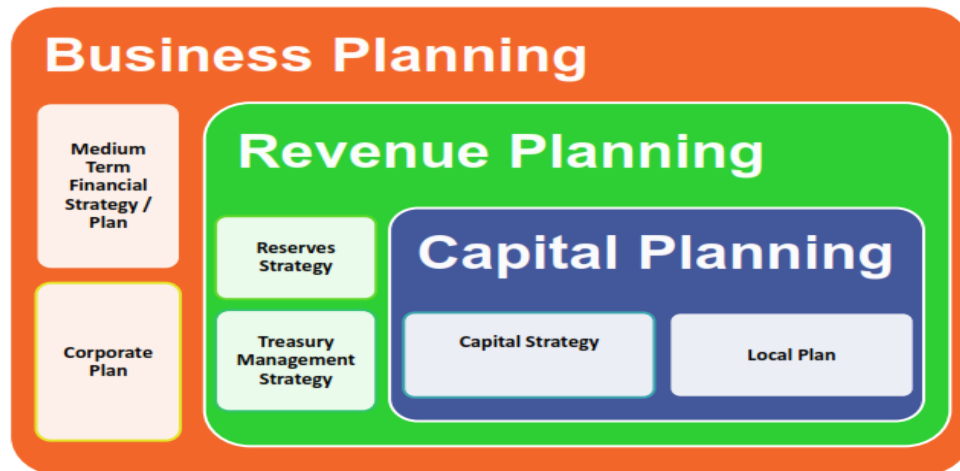 Business Planning
Medium
Term
Financial
Strategy /
Plan
Corporate
Plan
Revenue Planning
Reserves
Strategy
Treasury
Management
Strategy
Capital Planning
Capital Strategy
Local Plan